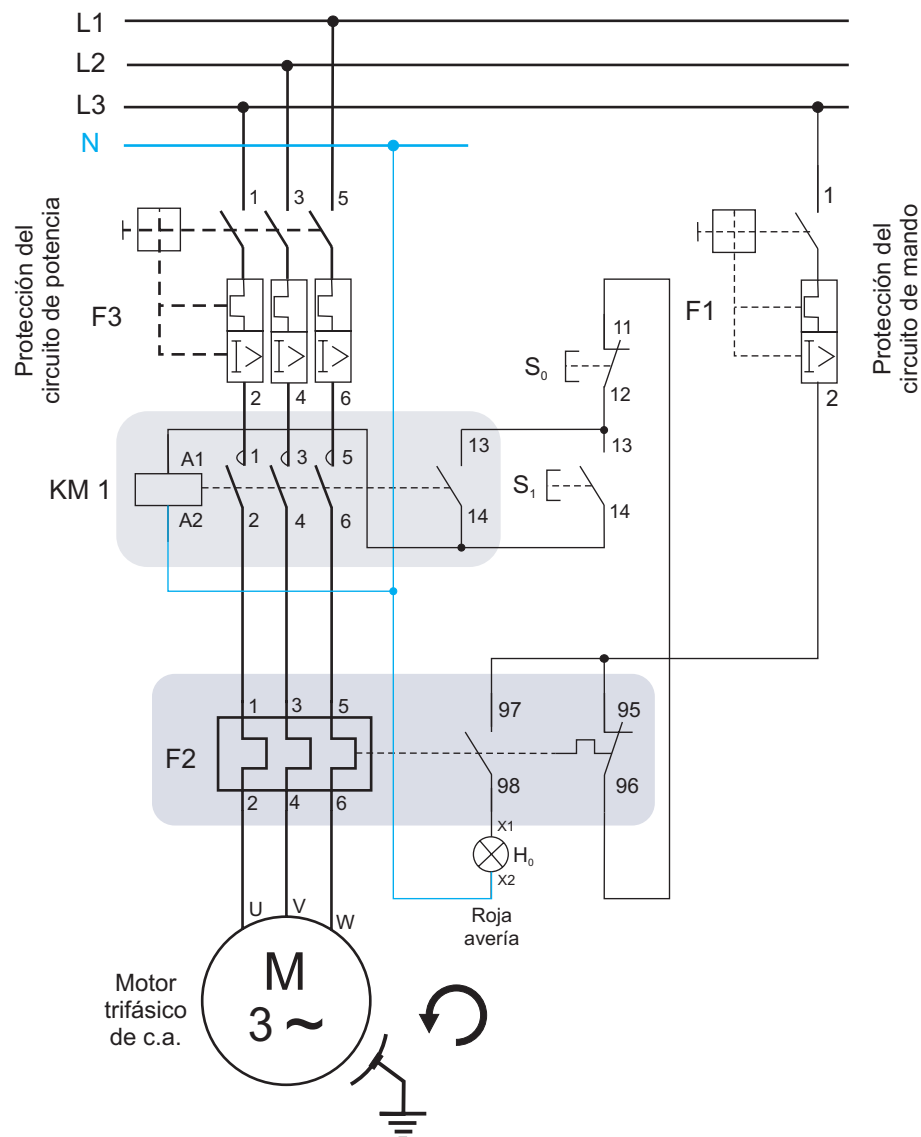 L1
L2
L3
N
1 3 5
1
Protección del
circuito de potencia
F3
F1
Protección del
circuito de mando
11
S₀
12
2 4 6
2
13 13
A1 1 3 5
KM 1
S₁
A2 2 4 6
14 14
1 3 5 97 95
F2
98 96
2 4 6
X1
H₀
X2
Roja
avería
U V W
M
3 ~
Motor
trifásico
de c.a.